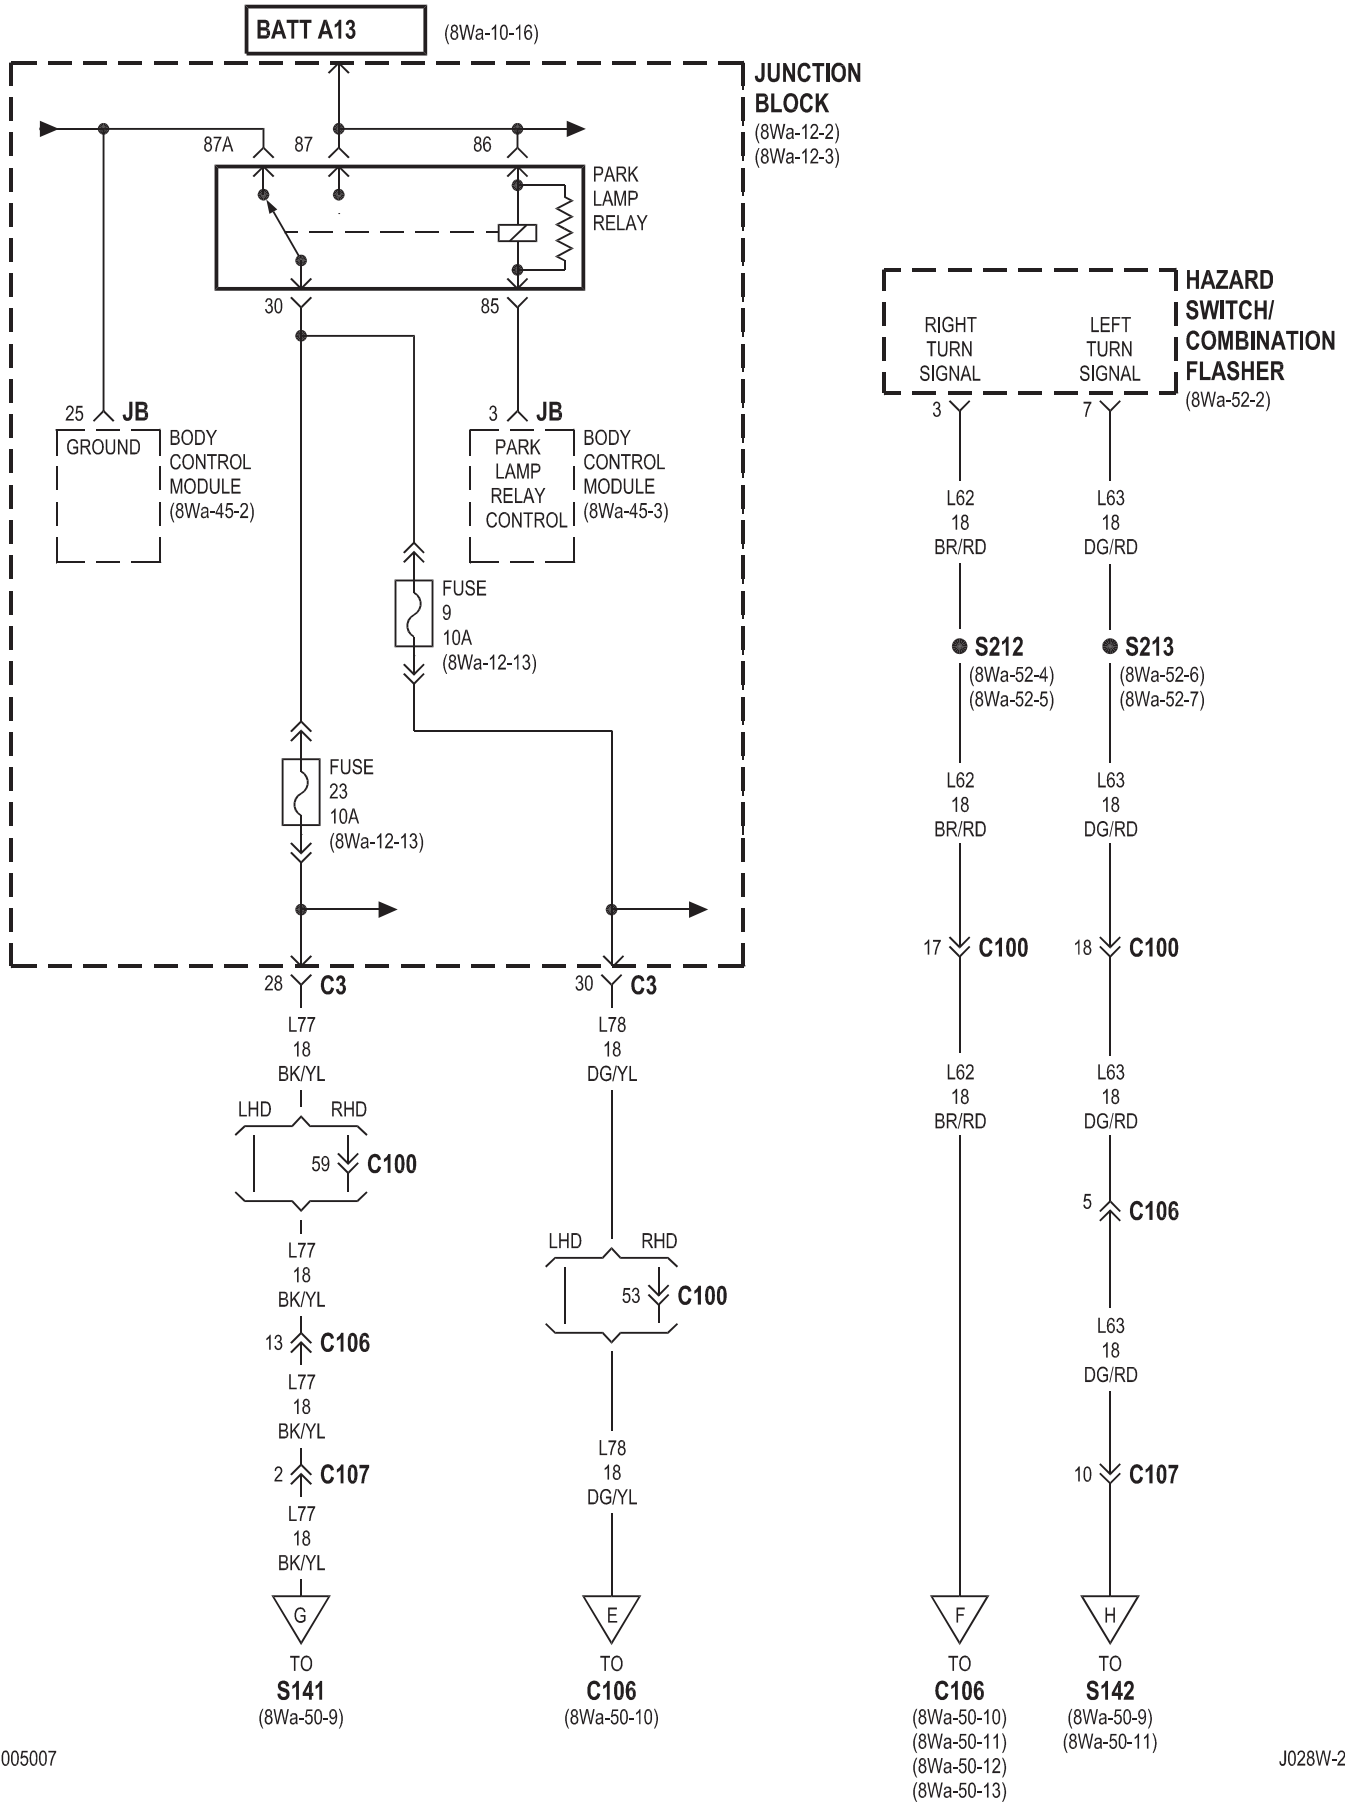 BATT A13
(8Wa-10-16)
JUNCTION
BLOCK
(8Wa-12-2)
(8Wa-12-3)
87A
87
86
PARK
LAMP
RELAY
30
85
25
JB
GROUND
BODY
CONTROL
MODULE
(8Wa-45-2)
3
JB
PARK
LAMP
RELAY
CONTROL
BODY
CONTROL
MODULE
(8Wa-45-3)
FUSE
9
10A
(8Wa-12-13)
FUSE
23
10A
(8Wa-12-13)
28
C3
L77
18
BK/YL
LHD
RHD
59
C100
L77
18
BK/YL
13
C106
L77
18
BK/YL
2
C107
L77
18
BK/YL
G
TO
S141
(8Wa-50-9)
30
C3
L78
18
DG/YL
LHD
RHD
53
C100
L78
18
DG/YL
E
TO
C106
(8Wa-50-10)
HAZARD
SWITCH/
COMBINATION
FLASHER
(8Wa-52-2)
RIGHT
TURN
SIGNAL
LEFT
TURN
SIGNAL
3
L62
18
BR/RD
S212
(8Wa-52-4)
(8Wa-52-5)
L62
18
BR/RD
17
C100
L62
18
BR/RD
F
TO
C106
(8Wa-50-10)
(8Wa-50-11)
(8Wa-50-12)
(8Wa-50-13)
7
L63
18
DG/RD
S213
(8Wa-52-6)
(8Wa-52-7)
L63
18
DG/RD
18
C100
L63
18
DG/RD
5
C106
L63
18
DG/RD
10
C107
H
TO
S142
(8Wa-50-9)
(8Wa-50-11)
005007
J028W-2